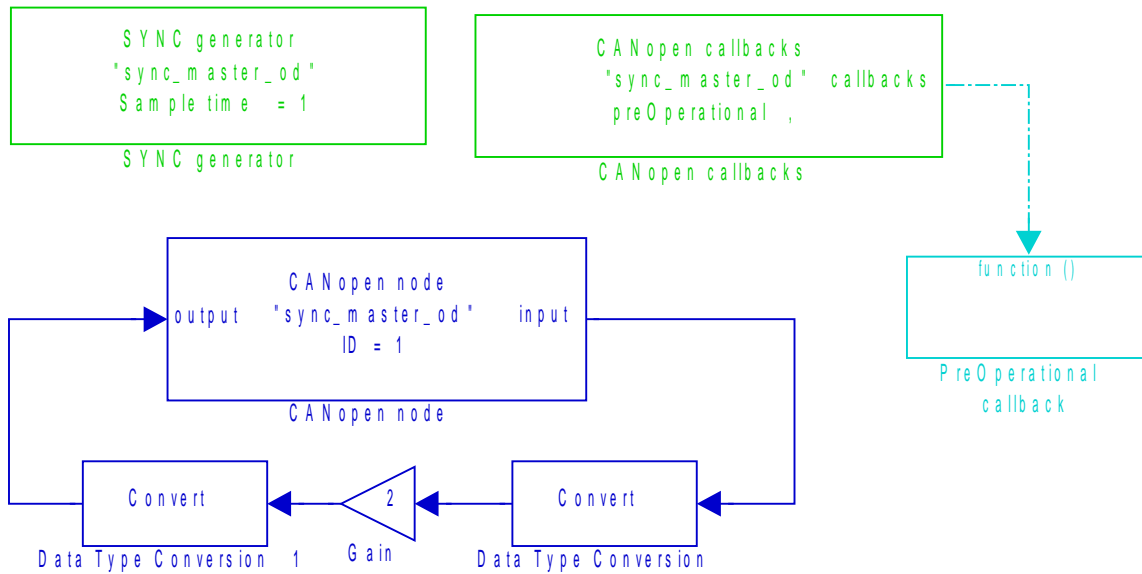 SYNC generator
"sync_master_od"
Sample time = 1
SYNC generator
CANopen callbacks
"sync_master_od" callbacks
preOperational ,
CANopen callbacks
function ()
PreOperational
callback
CANopen node
output "sync_master_od" input
ID = 1
CANopen node
Convert
2
Convert
Data Type Conversion 1
Gain
Data Type Conversion